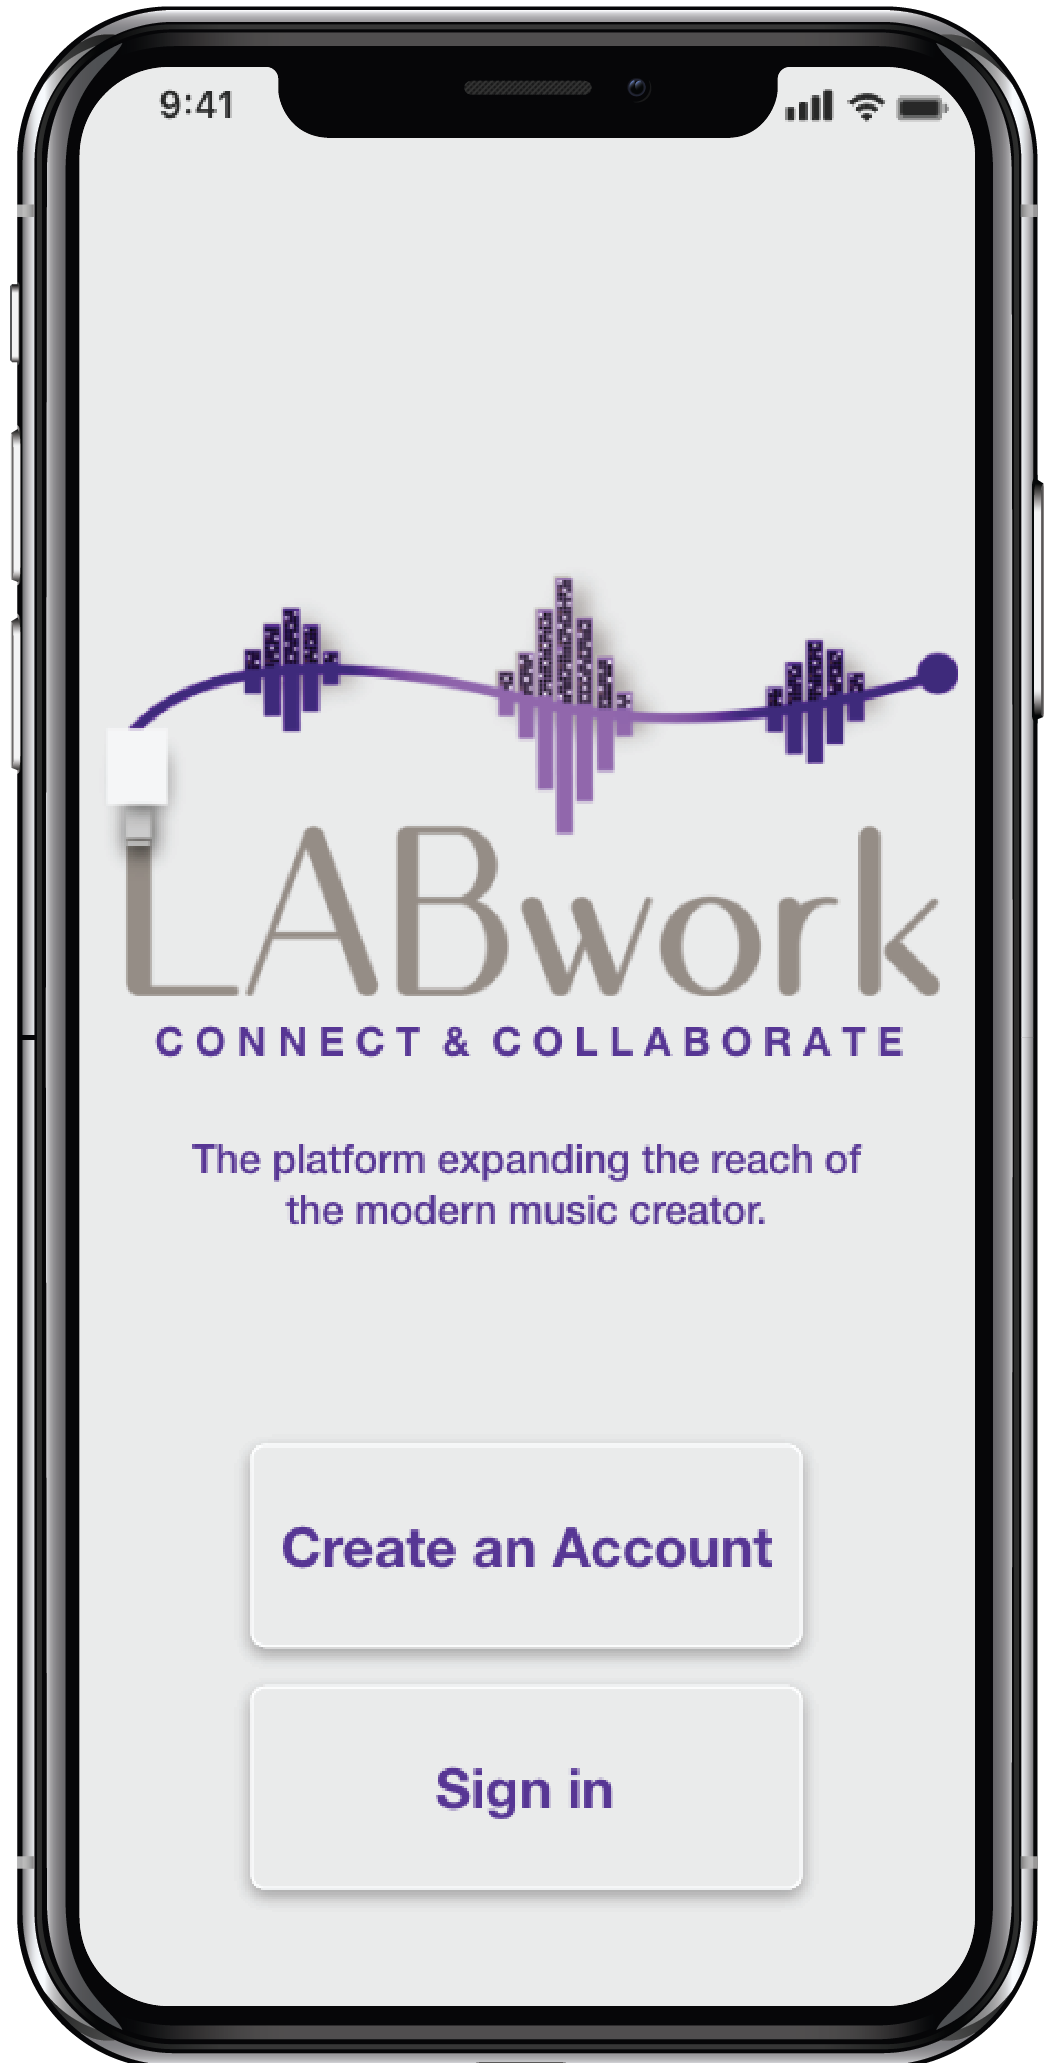 9:41
LABwork
CONNECT & COLLABORATE
The platform expanding the reach of
the modern music creator.
Create an Account
Sign in